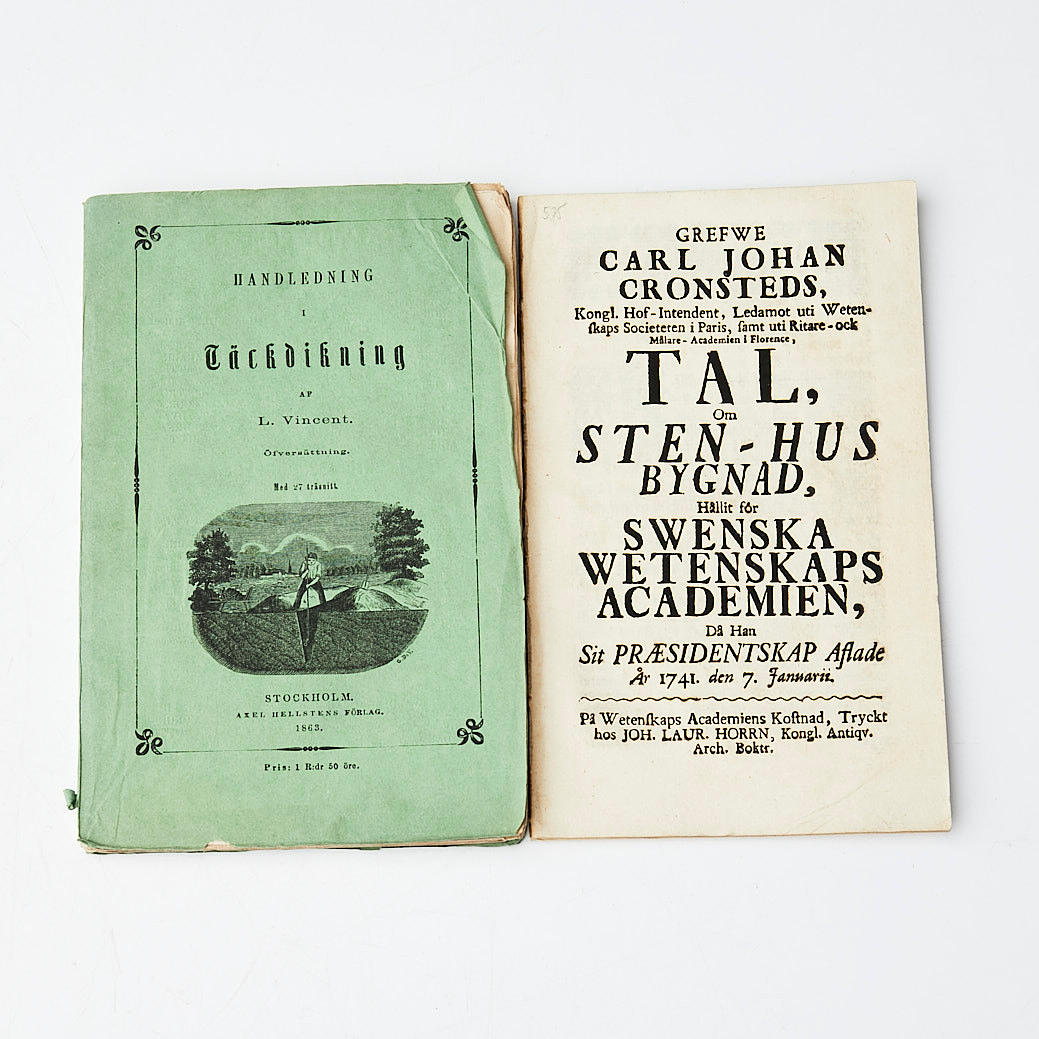 HANDLEDNING
I
Täckdikning
AF
L. Vincent.
Öfversättning.
Med 27 träsnitt.
STOCKHOLM.
AXEL HELLSTENS FÖRLAG.
1863.
Pris: 1 R:dr 50 öre.
575
GREFWE
CARL JOHAN
CRONSTEDS,
Kongl. Hof-Intendent, Ledamot uti Weten-
ſkaps Societeten i Paris, ſamt uti Ritare-ock
Målare-Academien i Florence,
TAL,
Om
STEN-HUS
BYGNAD,
Hållit för
SWENSKA
WETENSKAPS
ACADEMIEN,
Då Han
Sit PRÆSIDENTSKAP Aflade
År 1741. den 7. Januarii.
På Wetenſkaps Academiens Koſtnad, Tryckt
hos JOH. LAUR. HORRN, Kongl. Antiqv.
Arch. Boktr.